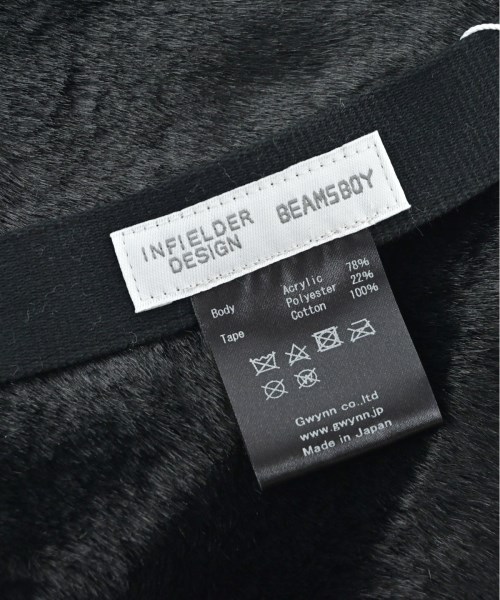 INFIELDER
DESIGN
BEAMSBOY
Body Acrylic 78%
Polyester 22%
Tape Cotton 100%
Gwynn co.,ltd
www.gwynn.jp
Made in Japan